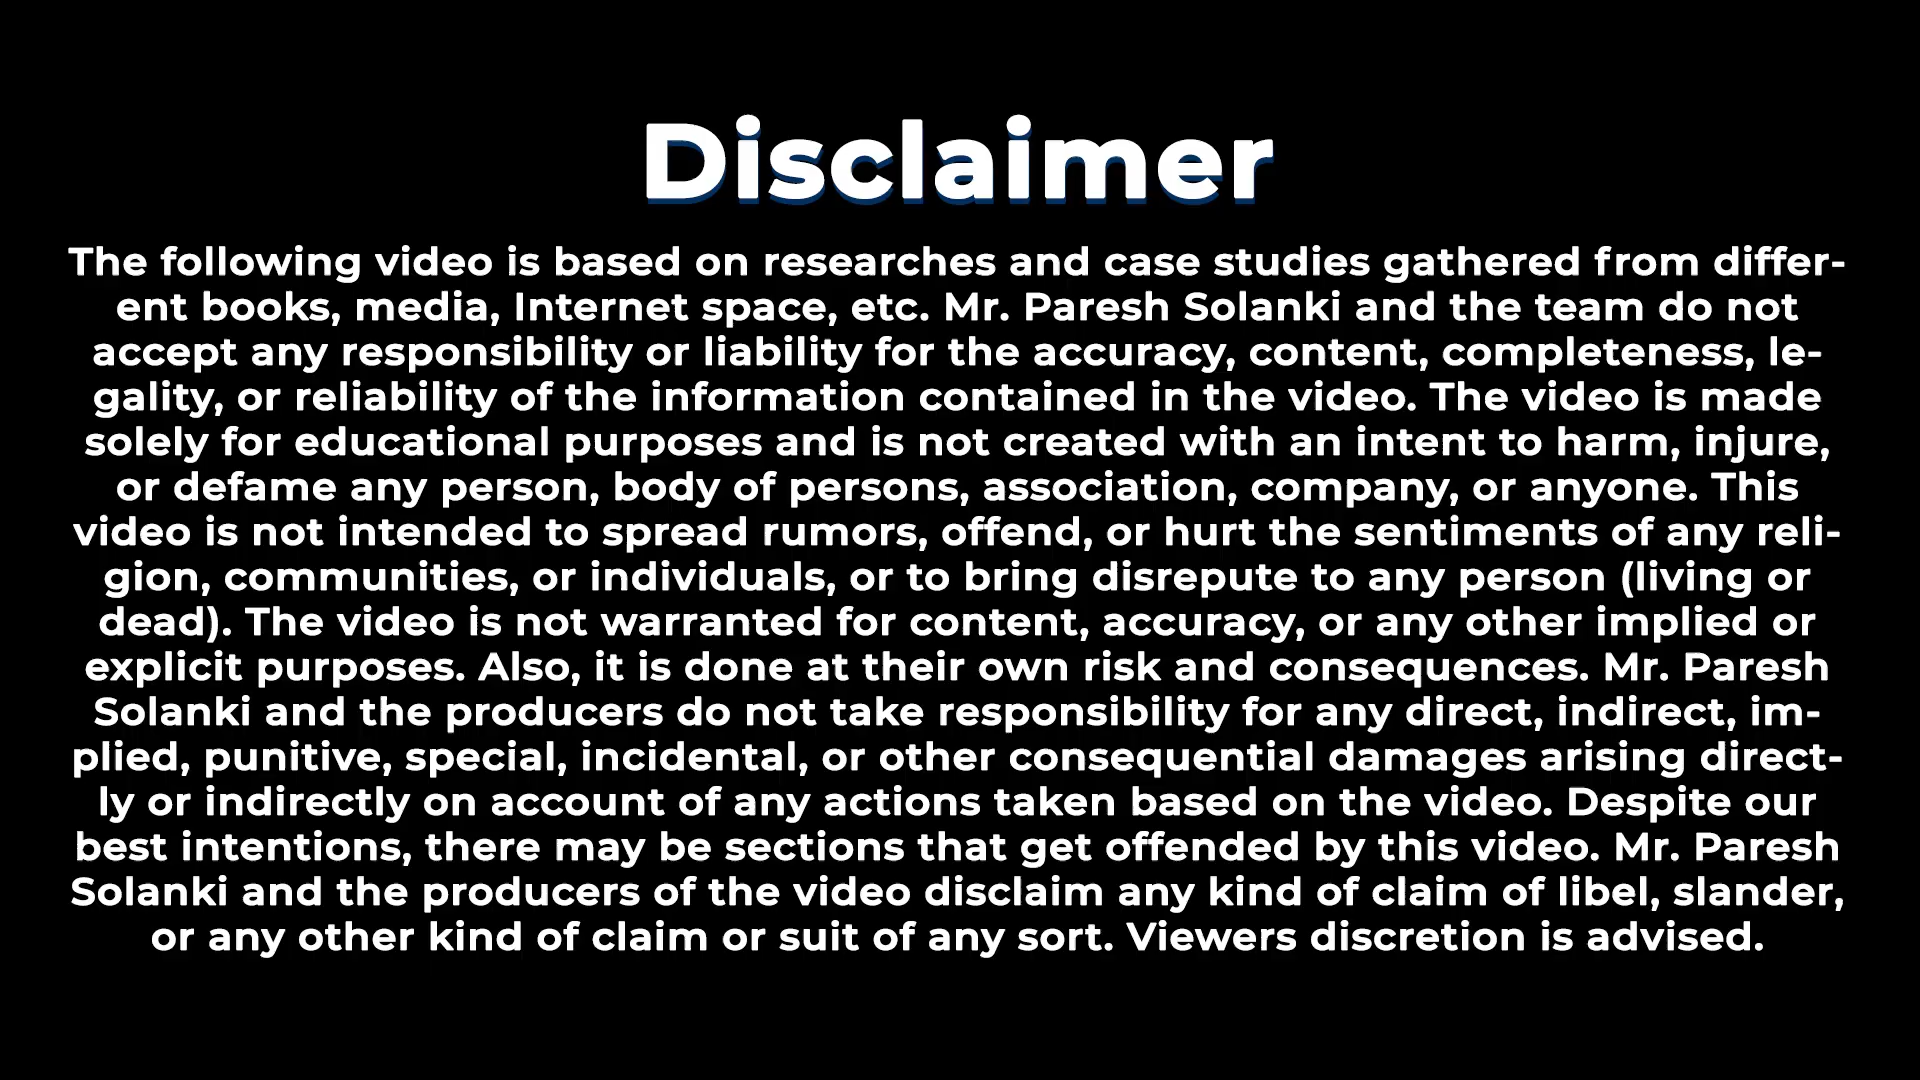 Disclaimer
The following video is based on researches and case studies gathered from differ-
ent books, media, Internet space, etc. Mr. Paresh Solanki and the team do not
accept any responsibility or liability for the accuracy, content, completeness, le-
gality, or reliability of the information contained in the video. The video is made
solely for educational purposes and is not created with an intent to harm, injure,
or defame any person, body of persons, association, company, or anyone. This
video is not intended to spread rumors, offend, or hurt the sentiments of any reli-
gion, communities, or individuals, or to bring disrepute to any person (living or
dead). The video is not warranted for content, accuracy, or any other implied or
explicit purposes. Also, it is done at their own risk and consequences. Mr. Paresh
Solanki and the producers do not take responsibility for any direct, indirect, im-
plied, punitive, special, incidental, or other consequential damages arising direct-
ly or indirectly on account of any actions taken based on the video. Despite our
best intentions, there may be sections that get offended by this video. Mr. Paresh
Solanki and the producers of the video disclaim any kind of claim of libel, slander,
or any other kind of claim or suit of any sort. Viewers discretion is advised.